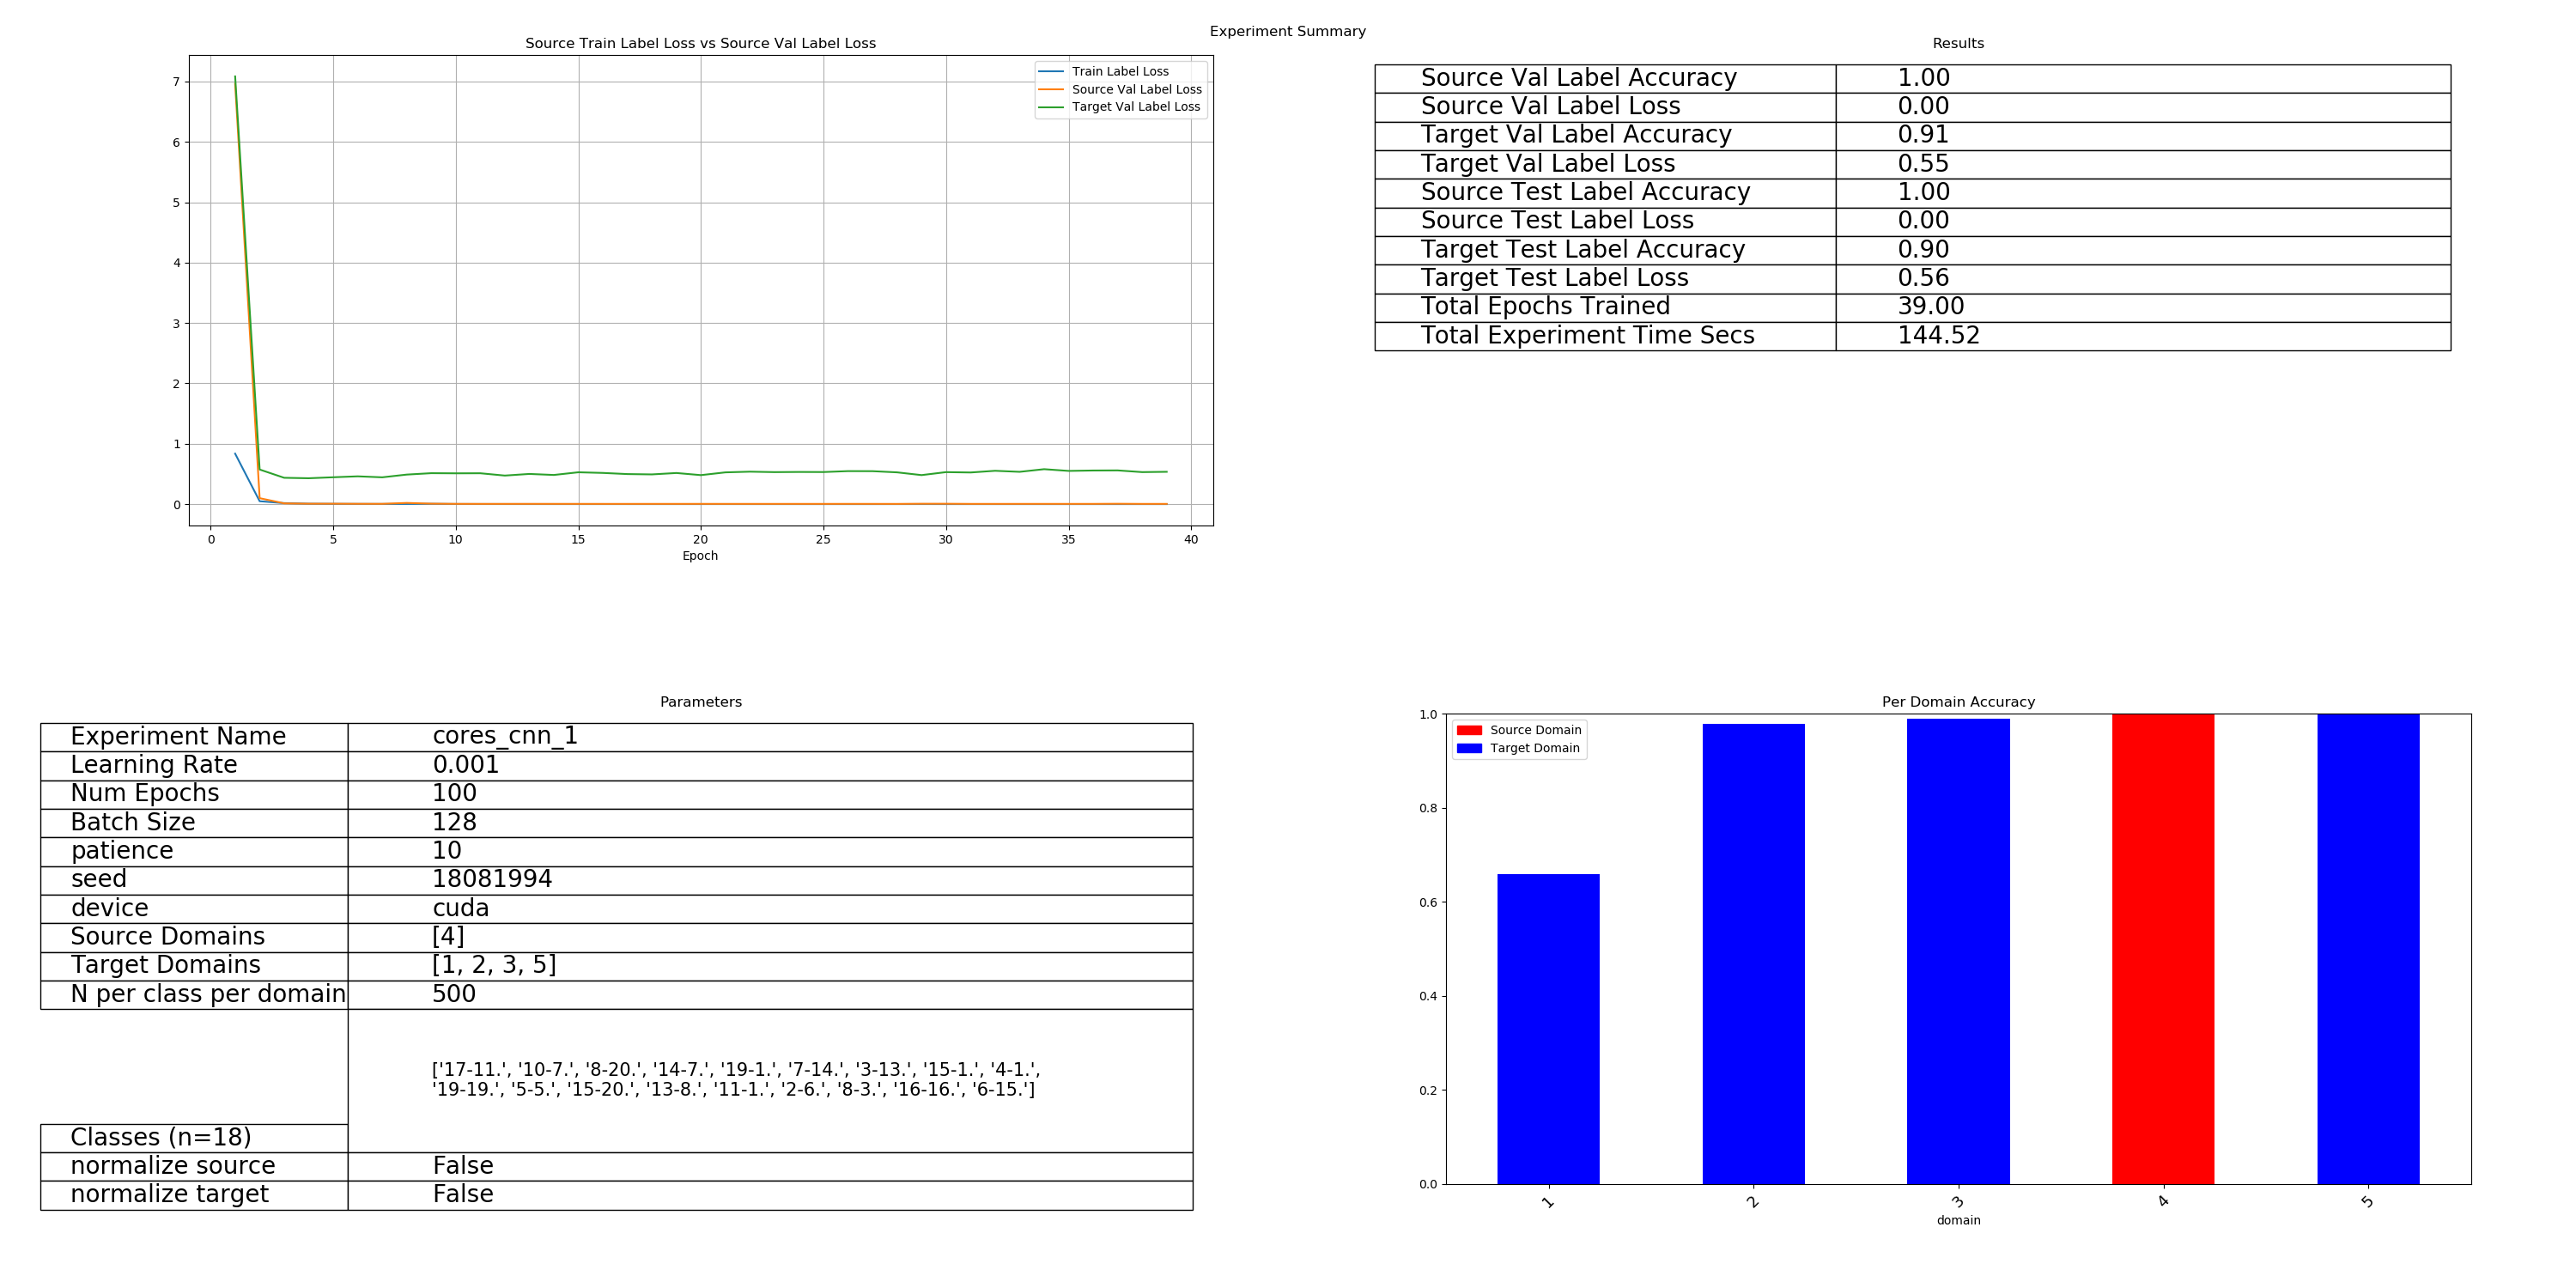 Experiment Summary
Source Train Label Loss vs Source Val Label Loss
7
6
5
4
3
2
1
0
0 5 10 15 20 25 30 35 40
Epoch
Train Label Loss
Source Val Label Loss
Target Val Label Loss
Results
Source Val Label Accuracy 1.00
Source Val Label Loss 0.00
Target Val Label Accuracy 0.91
Target Val Label Loss 0.55
Source Test Label Accuracy 1.00
Source Test Label Loss 0.00
Target Test Label Accuracy 0.90
Target Test Label Loss 0.56
Total Epochs Trained 39.00
Total Experiment Time Secs 144.52
Parameters
Experiment Name cores_cnn_1
Learning Rate 0.001
Num Epochs 100
Batch Size 128
patience 10
seed 18081994
device cuda
Source Domains [4]
Target Domains [1, 2, 3, 5]
N per class per domain 500
['17-11.', '10-7.', '8-20.', '14-7.', '19-1.', '7-14.', '3-13.', '15-1.', '4-1.',
'19-19.', '5-5.', '15-20.', '13-8.', '11-1.', '2-6.', '8-3.', '16-16.', '6-15.']
Classes (n=18)
normalize source False
normalize target False
Per Domain Accuracy
1.0
0.8
0.6
0.4
0.2
0.0
Source Domain
Target Domain
1 2 3 4 5
domain